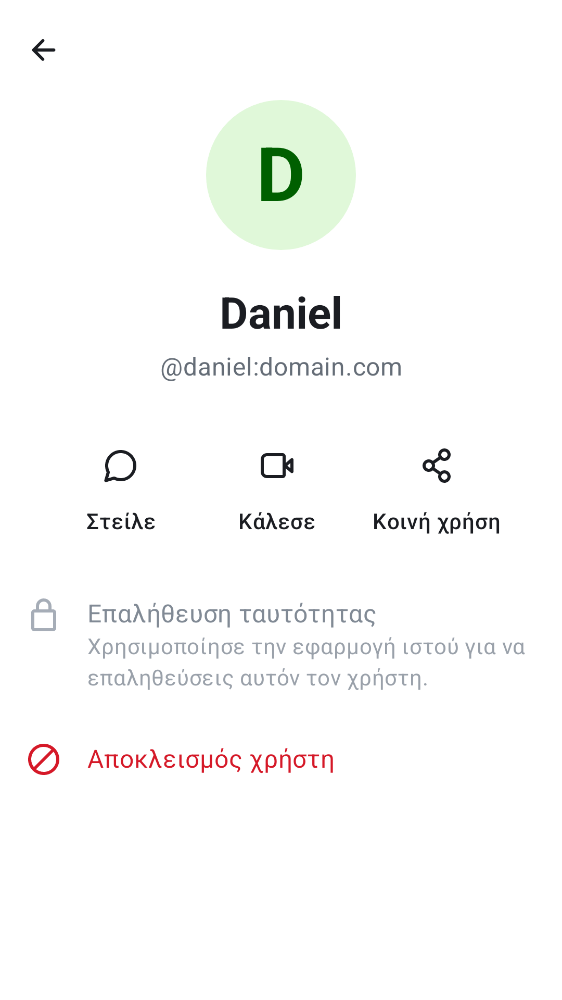 D
Daniel
@daniel:domain.com
Στείλε Κάλεσε Κοινή χρήση
Επαλήθευση ταυτότητας
Χρησιμοποίησε την εφαρμογή ιστού για να
επαληθεύσεις αυτόν τον χρήστη.
Αποκλεισμός χρήστη